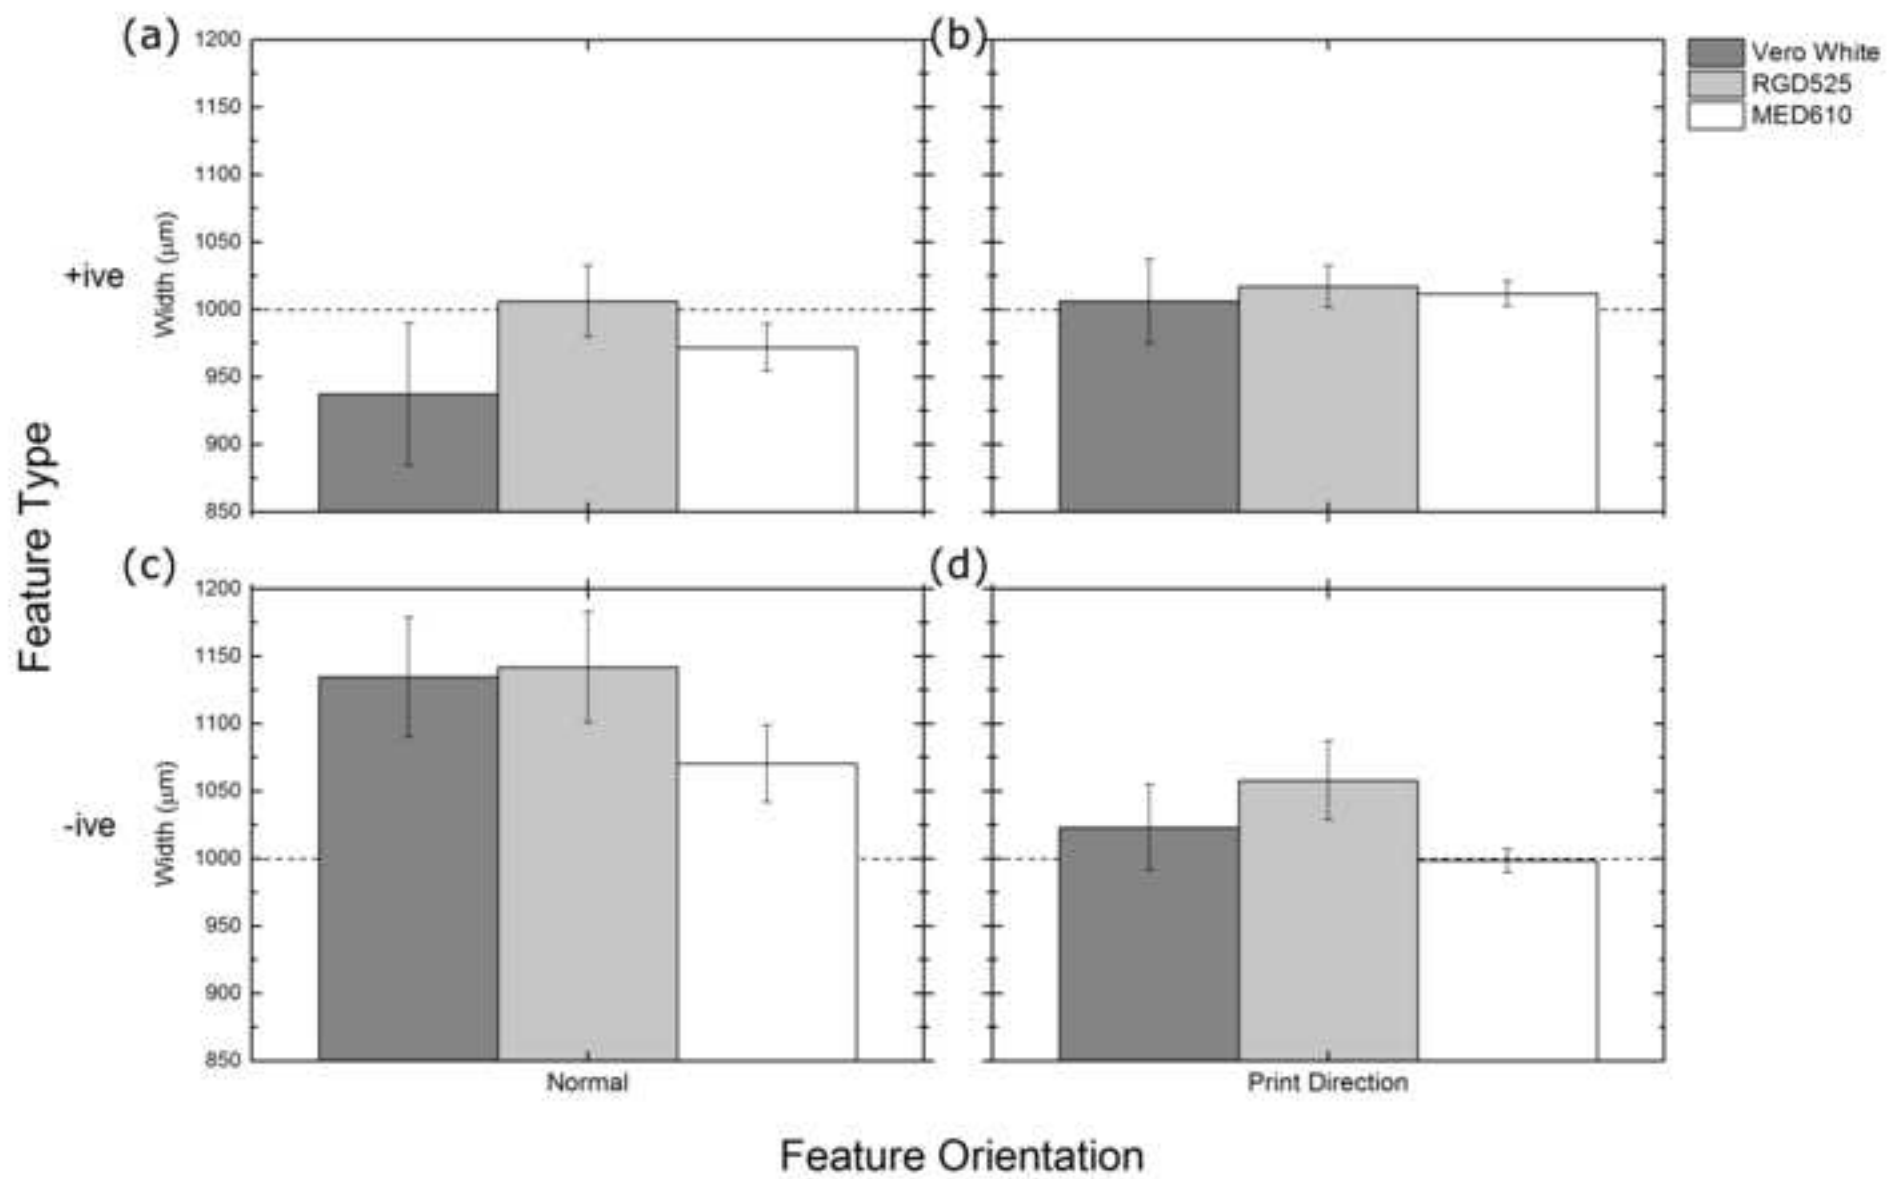 (a)
(b)
Vero White
RGD525
MED610
1200
1150
1100
1050
1000
950
900
850
Width (μm)
+ive
Feature Type
(c)
(d)
1200
1150
1100
1050
1000
950
900
850
Width (μm)
-ive
Normal
Print Direction
Feature Orientation